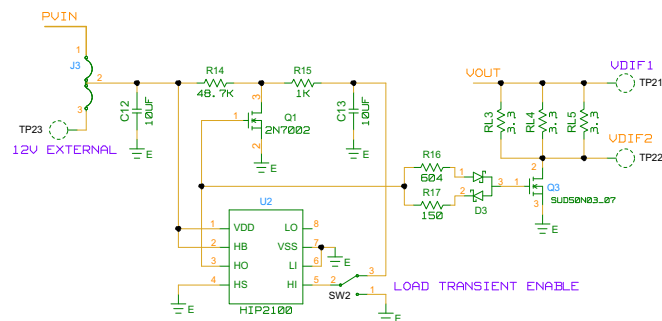 PVIN
1
J3
2
3
TP23
12V EXTERNAL
C12
10UF
E
R14
48.7K
R15
1K
3
1
Q1
2N7002
2
E
C13
10UF
E
VOUT
VDIF1
TP21
RL3
3.3
RL4
3.3
RL5
3.3
VDIF2
TP22
R16
604
R17
150
1
2
3
D3
1
2
Q3
SUD50N03_07
3
E
U2
1
VDD
LO
8
2
HB
VSS
7
E
3
HO
LI
6
4
HS
HI
5
E
HIP2100
2
3
1
SW2
LOAD TRANSIENT ENABLE
E